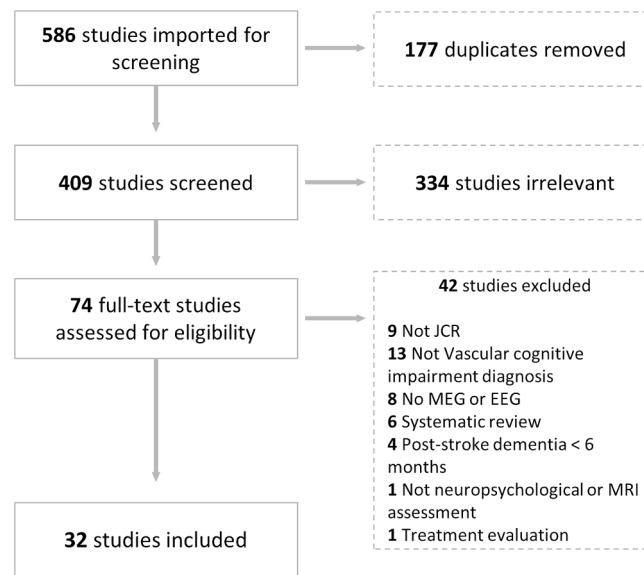 586 studies imported for
screening
177 duplicates removed
409 studies screened
334 studies irrelevant
74 full-text studies
assessed for eligibility
42 studies excluded
9 Not JCR
13 Not Vascular cognitive
impairment diagnosis
8 No MEG or EEG
6 Systematic review
4 Post-stroke dementia < 6
months
1 Not neuropsychological or MRI
assessment
1 Treatment evaluation
32 studies included